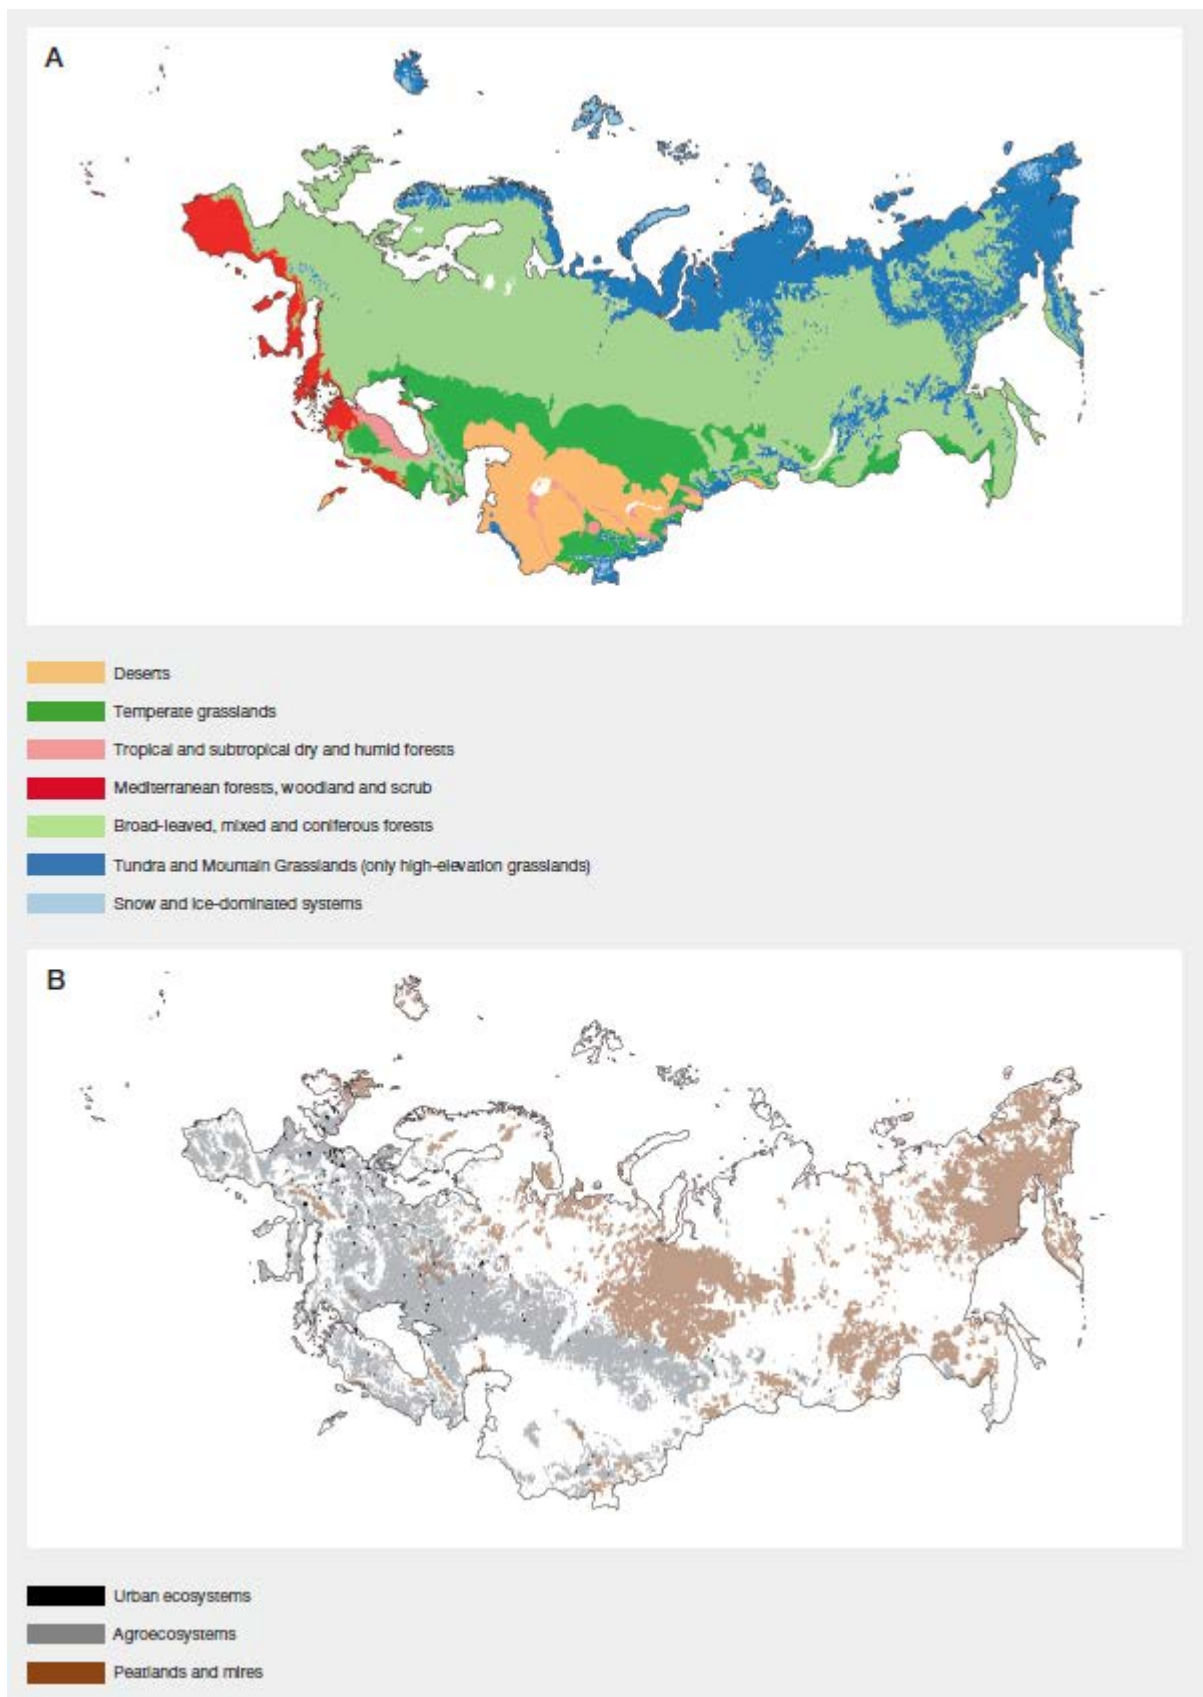 A
Deserts
Temperate grasslands
Tropical and subtropical dry and humid forests
Mediterranean forests, woodland and scrub
Broad-leaved, mixed and coniferous forests
Tundra and Mountain Grasslands (only high-elevation grasslands)
Snow and ice-dominated systems
B
Urban ecosystems
Agroecosystems
Peatlands and mires